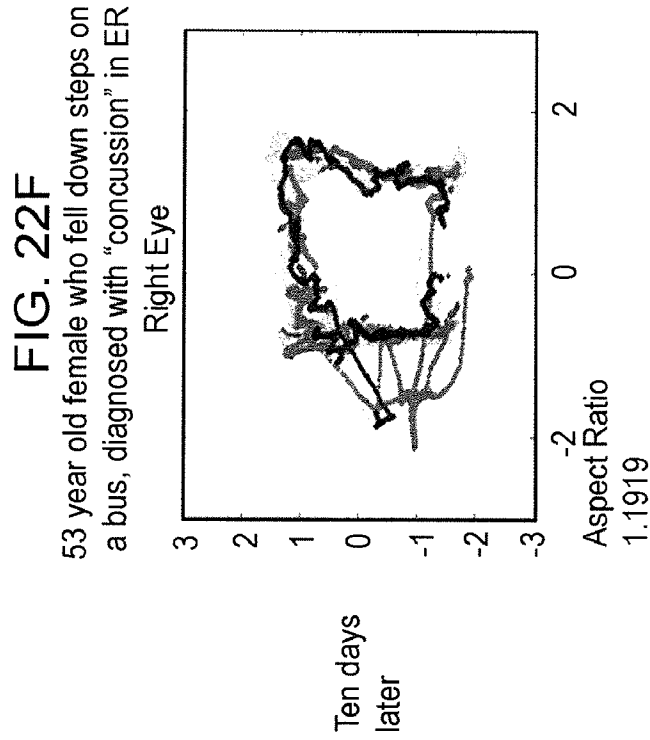 FIG. 22F
53 year old female who fell down steps on
a bus, diagnosed with “concussion” in ER
Right Eye
Ten days
later
3
2
1
0
-1
-2
-3
-2
0
2
Aspect Ratio
1.1919